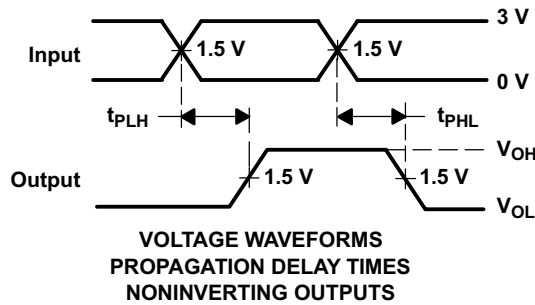 3 V
Input
1.5 V
1.5 V
0 V
tPLH
tPHL
VOH
Output
1.5 V
1.5 V
VOL
VOLTAGE WAVEFORMS
PROPAGATION DELAY TIMES
NONINVERTING OUTPUTS